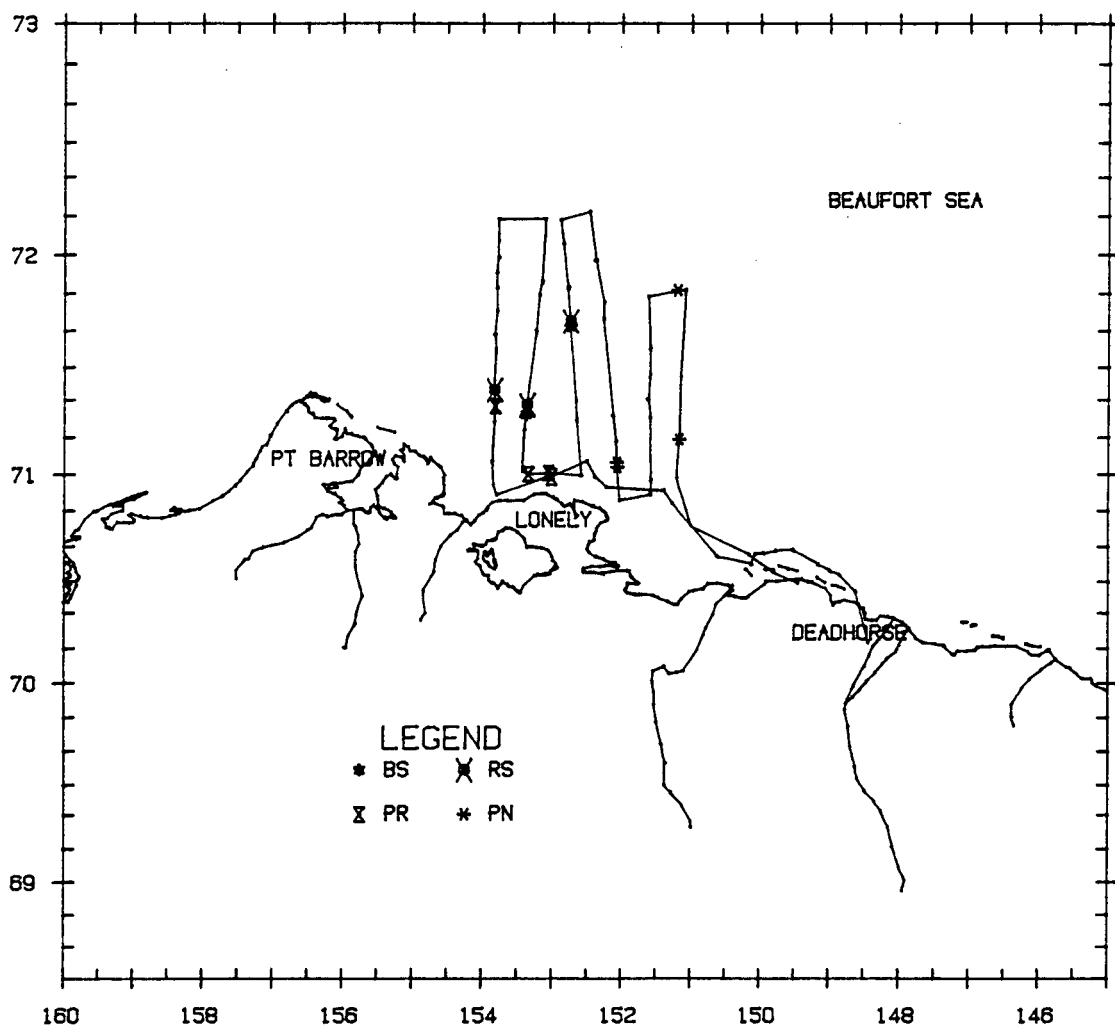 73
BEAUFORT SEA
72
71
PT BARROW
LONELY
DEADHORSE
70
LEGEND
BS RS
PR PN
69
160 158 156 154 152 150 148 146